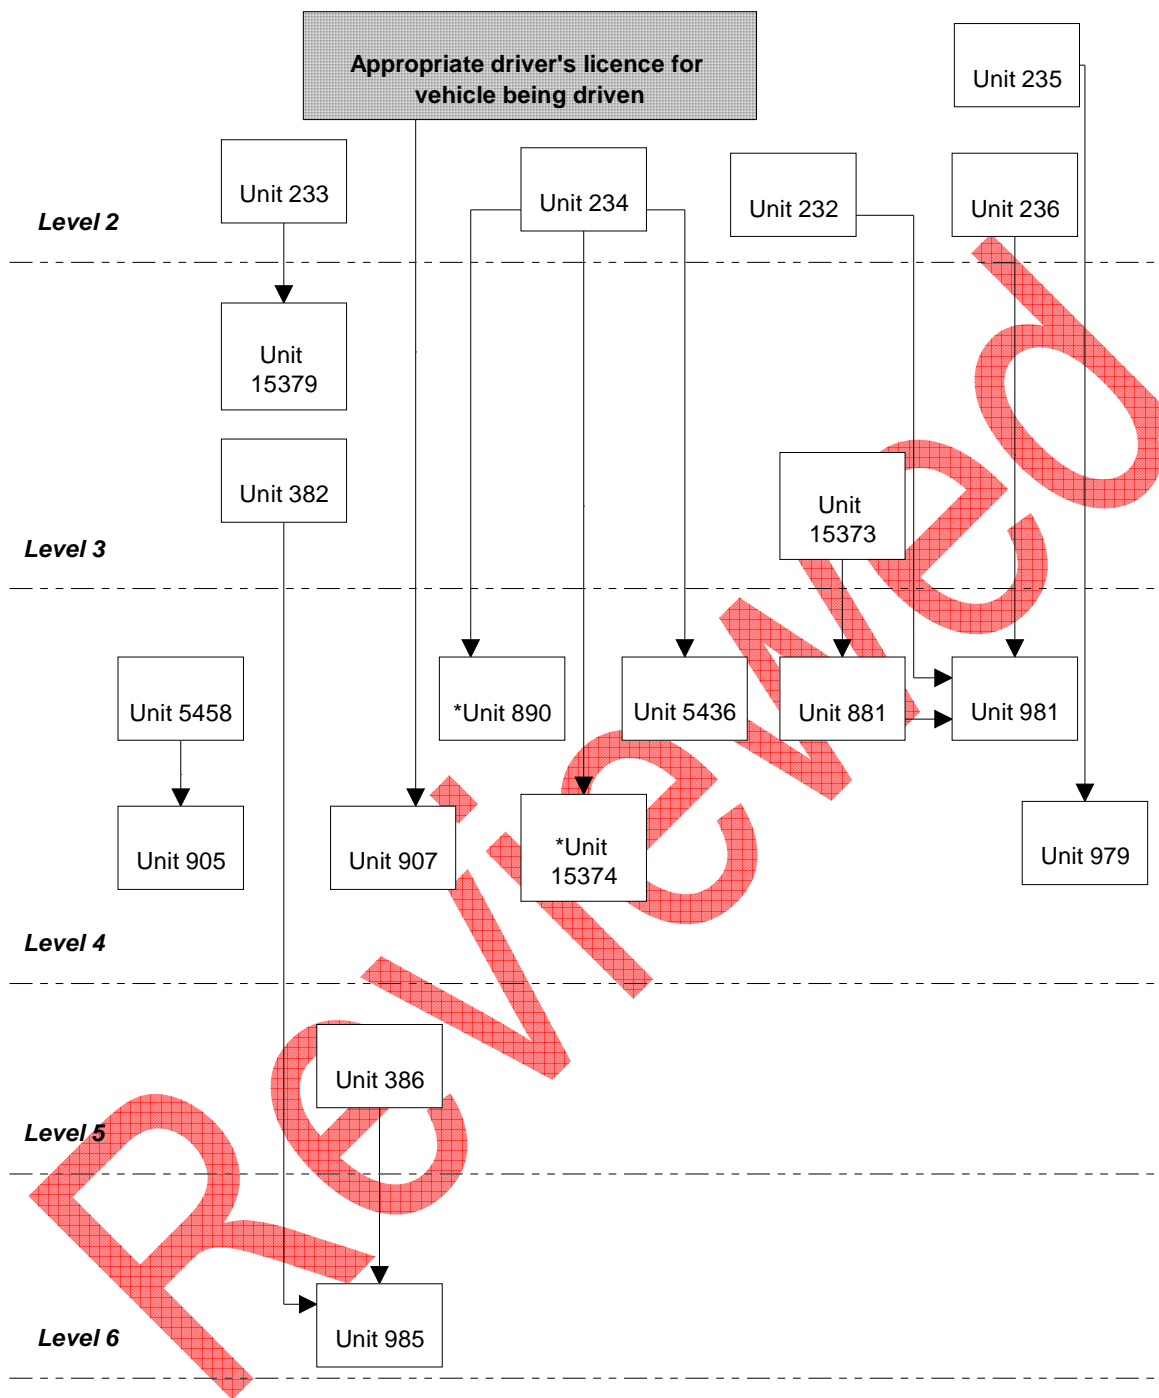 Appropriate driver's licence for
vehicle being driven
Unit 235
Unit 233
Unit 234
Unit 232
Unit 236
Level 2
Unit
15379
Unit 382
Unit
15373
Level 3
Unit 5458
*Unit 890
Unit 5436
Unit 881
Unit 981
Unit 905
Unit 907
*Unit
15374
Unit 979
Level 4
Unit 386
Level 5
Unit 985
Level 6
Reviewed